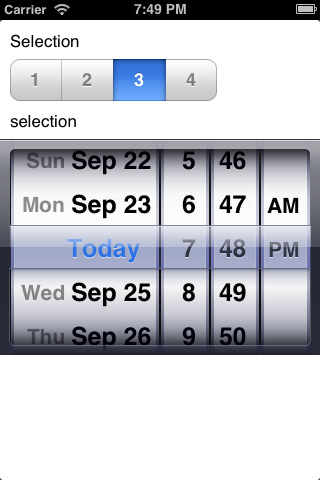 Carrier 7:49 PM
Selection
1 2 3 4
selection
Sun Sep 22 5 46
Mon Sep 23 6 47 AM
Today 7 48 PM
Wed Sep 25 8 49
Thu Sep 26 9 50